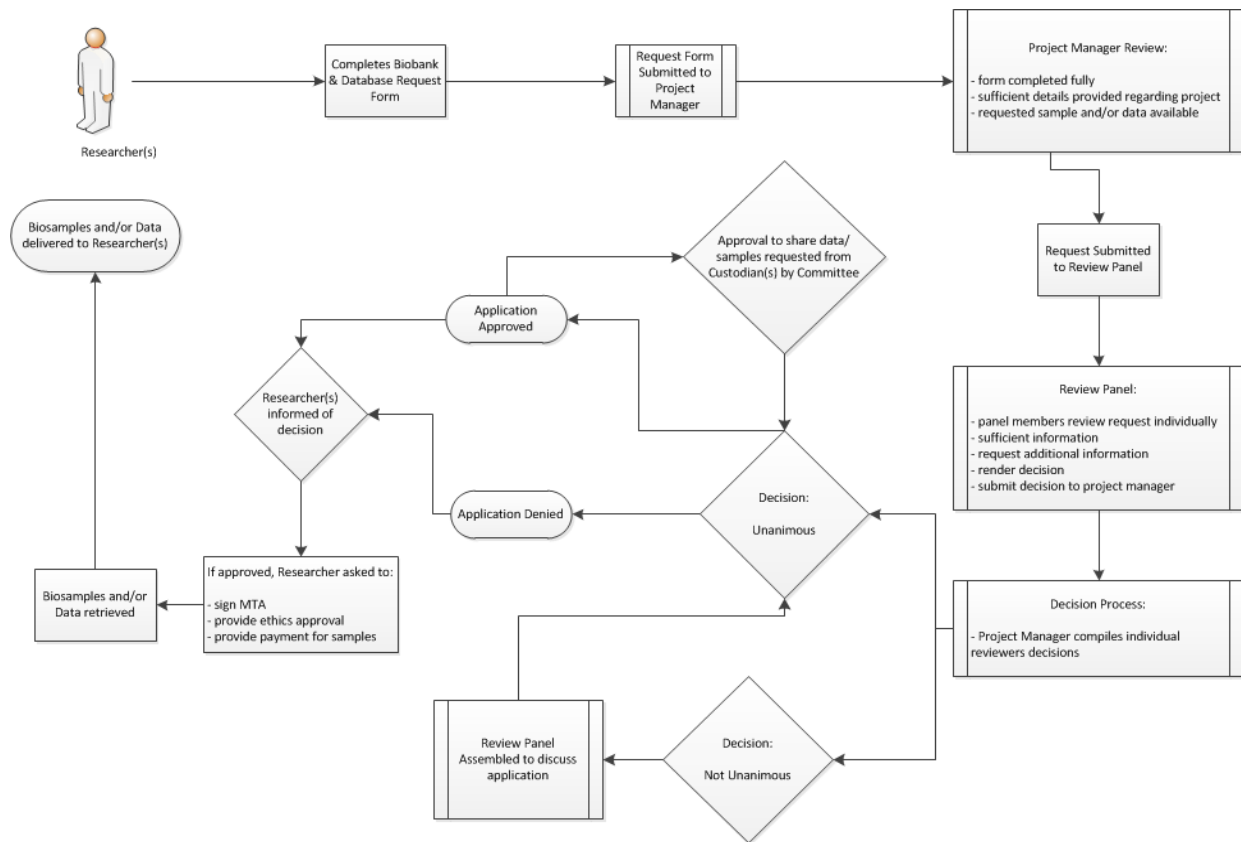 Researcher(s)
Completes Biobank
& Database Request
Form
Request Form
Submitted to
Project
Manager
Project Manager Review:
- form completed fully
- sufficient details provided regarding project
- requested sample and/or data available
Request Submitted
to Review Panel
Review Panel:
- panel members review request individually
- sufficient information
- request additional information
- render decision
- submit decision to project manager
Decision Process:
- Project Manager compiles individual
reviewers decisions
Decision:
Not Unanimous
Review Panel
Assembled to discuss
application
Decision:
Unanimous
Approval to share data/
samples requested from
Custodian(s) by Committee
Application
Approved
Application Denied
Researcher(s)
informed of
decision
If approved, Researcher asked to:
- sign MTA
- provide ethics approval
- provide payment for samples
Biosamples and/or
Data retrieved
Biosamples and/or Data
delivered to Researcher(s)